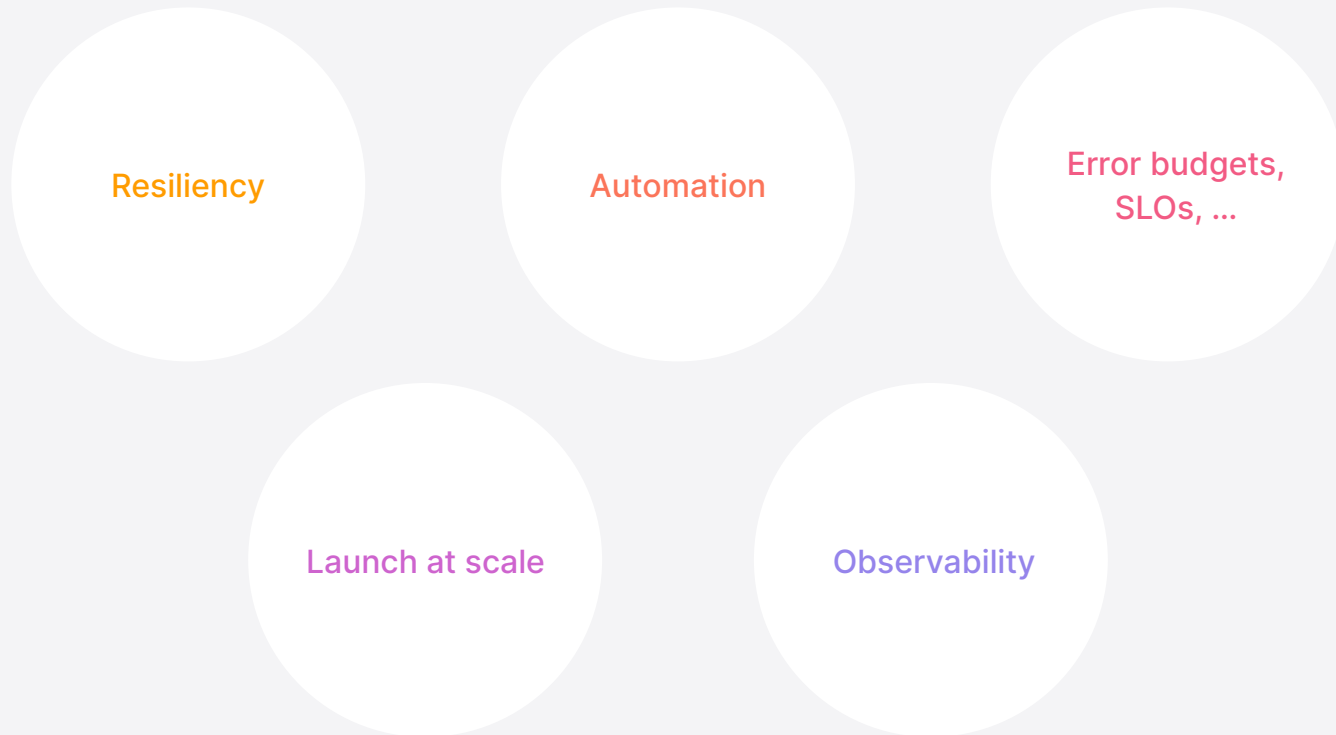 Resiliency
Automation
Error budgets,
SLOs, ...
Launch at scale
Observability